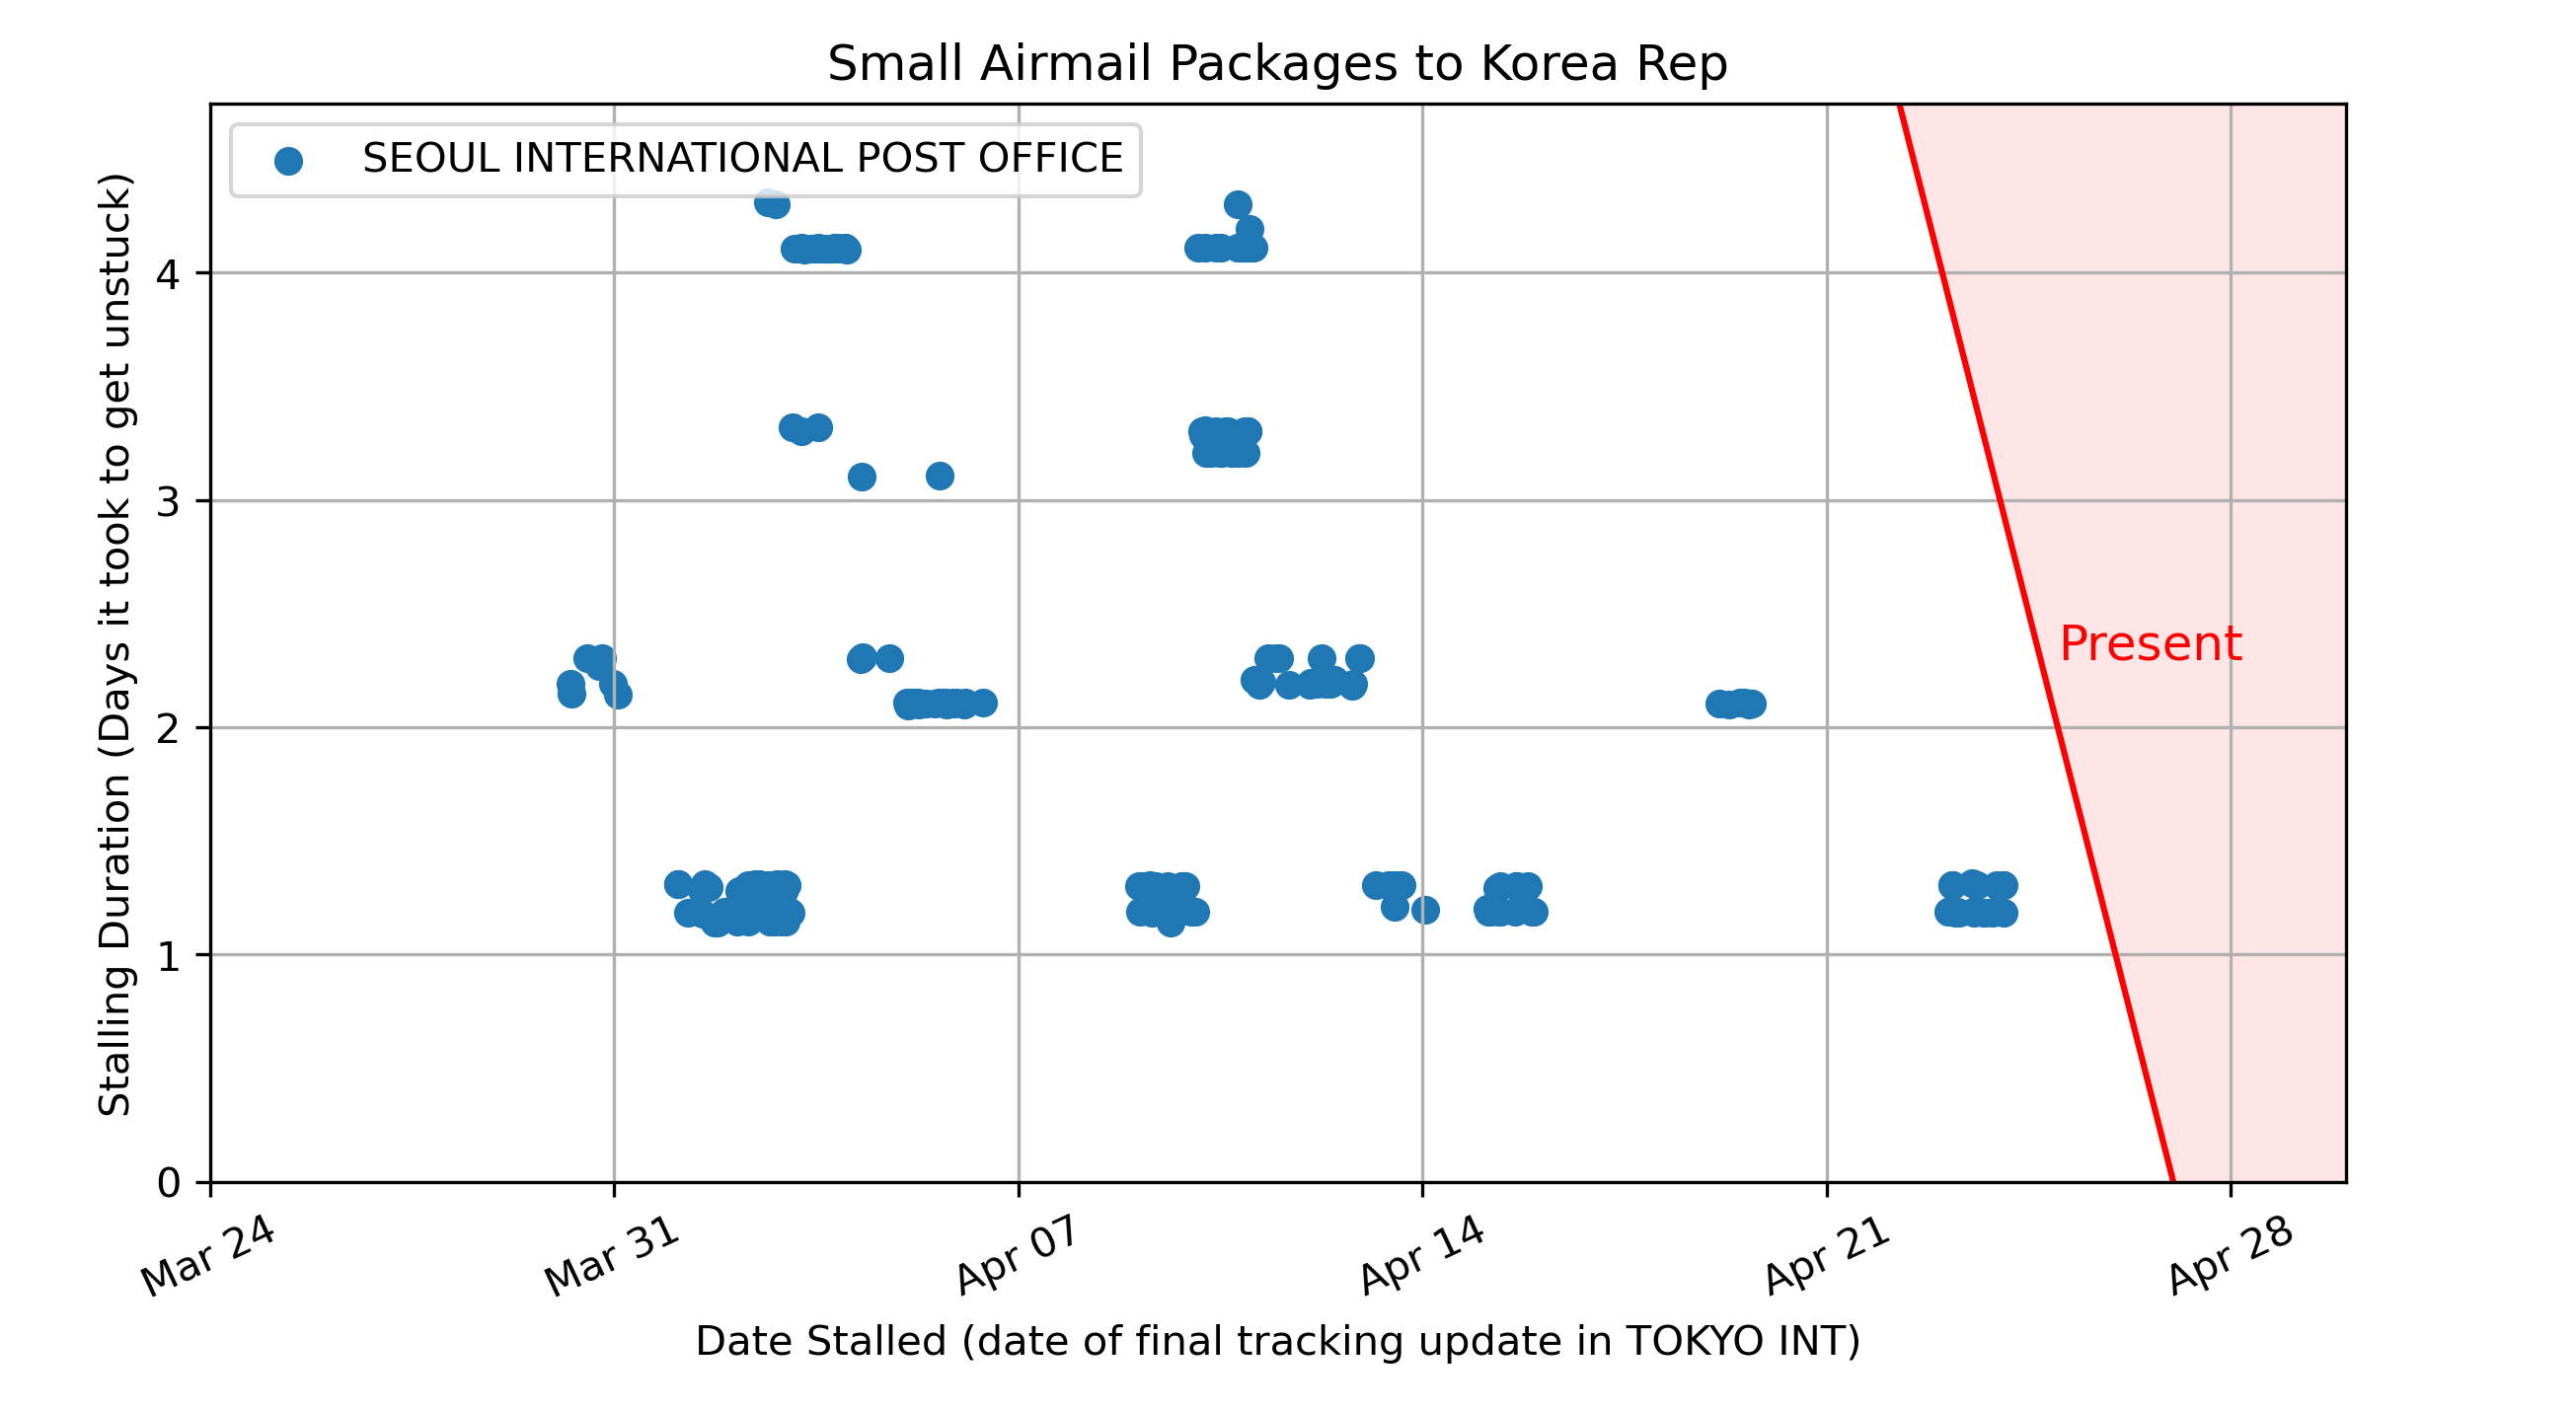 Small Airmail Packages to Korea Rep
SEOUL INTERNATIONAL POST OFFICE
Stalling Duration (Days it took to get unstuck)
4
3
2
1
0
Present
Mar 24
Mar 31
Apr 07
Apr 14
Apr 21
Apr 28
Date Stalled (date of final tracking update in TOKYO INT)